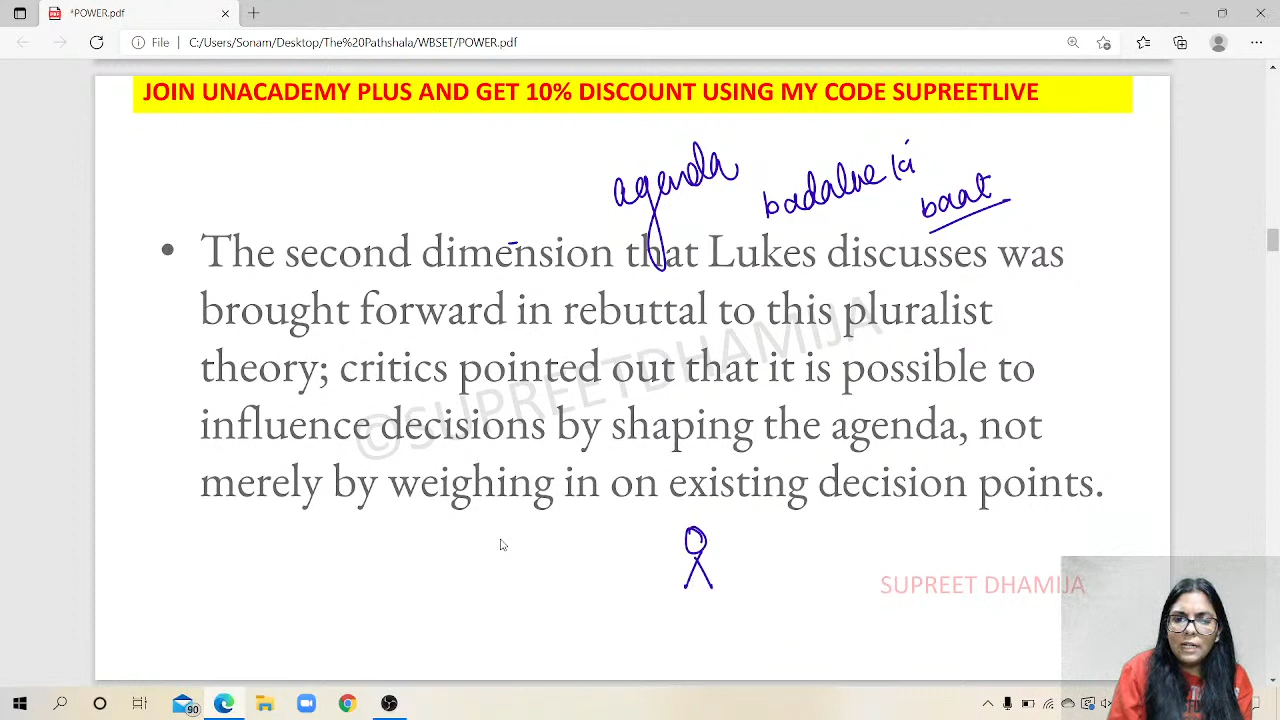 *POWER.pdf
File C:/Users/Sonam/Desktop/The%20Pathshala/WBSET/POWER.pdf
JOIN UNACADEMY PLUS AND GET 10% DISCOUNT USING MY CODE SUPREETLIVE
agenda badalne ki baat
• The second dimension that Lukes discusses was
brought forward in rebuttal to this pluralist
theory; critics pointed out that it is possible to
influence decisions by shaping the agenda, not
merely by weighing in on existing decision points.
©SUPREETDHAMIJA
SUPREET DHAMIJA
90